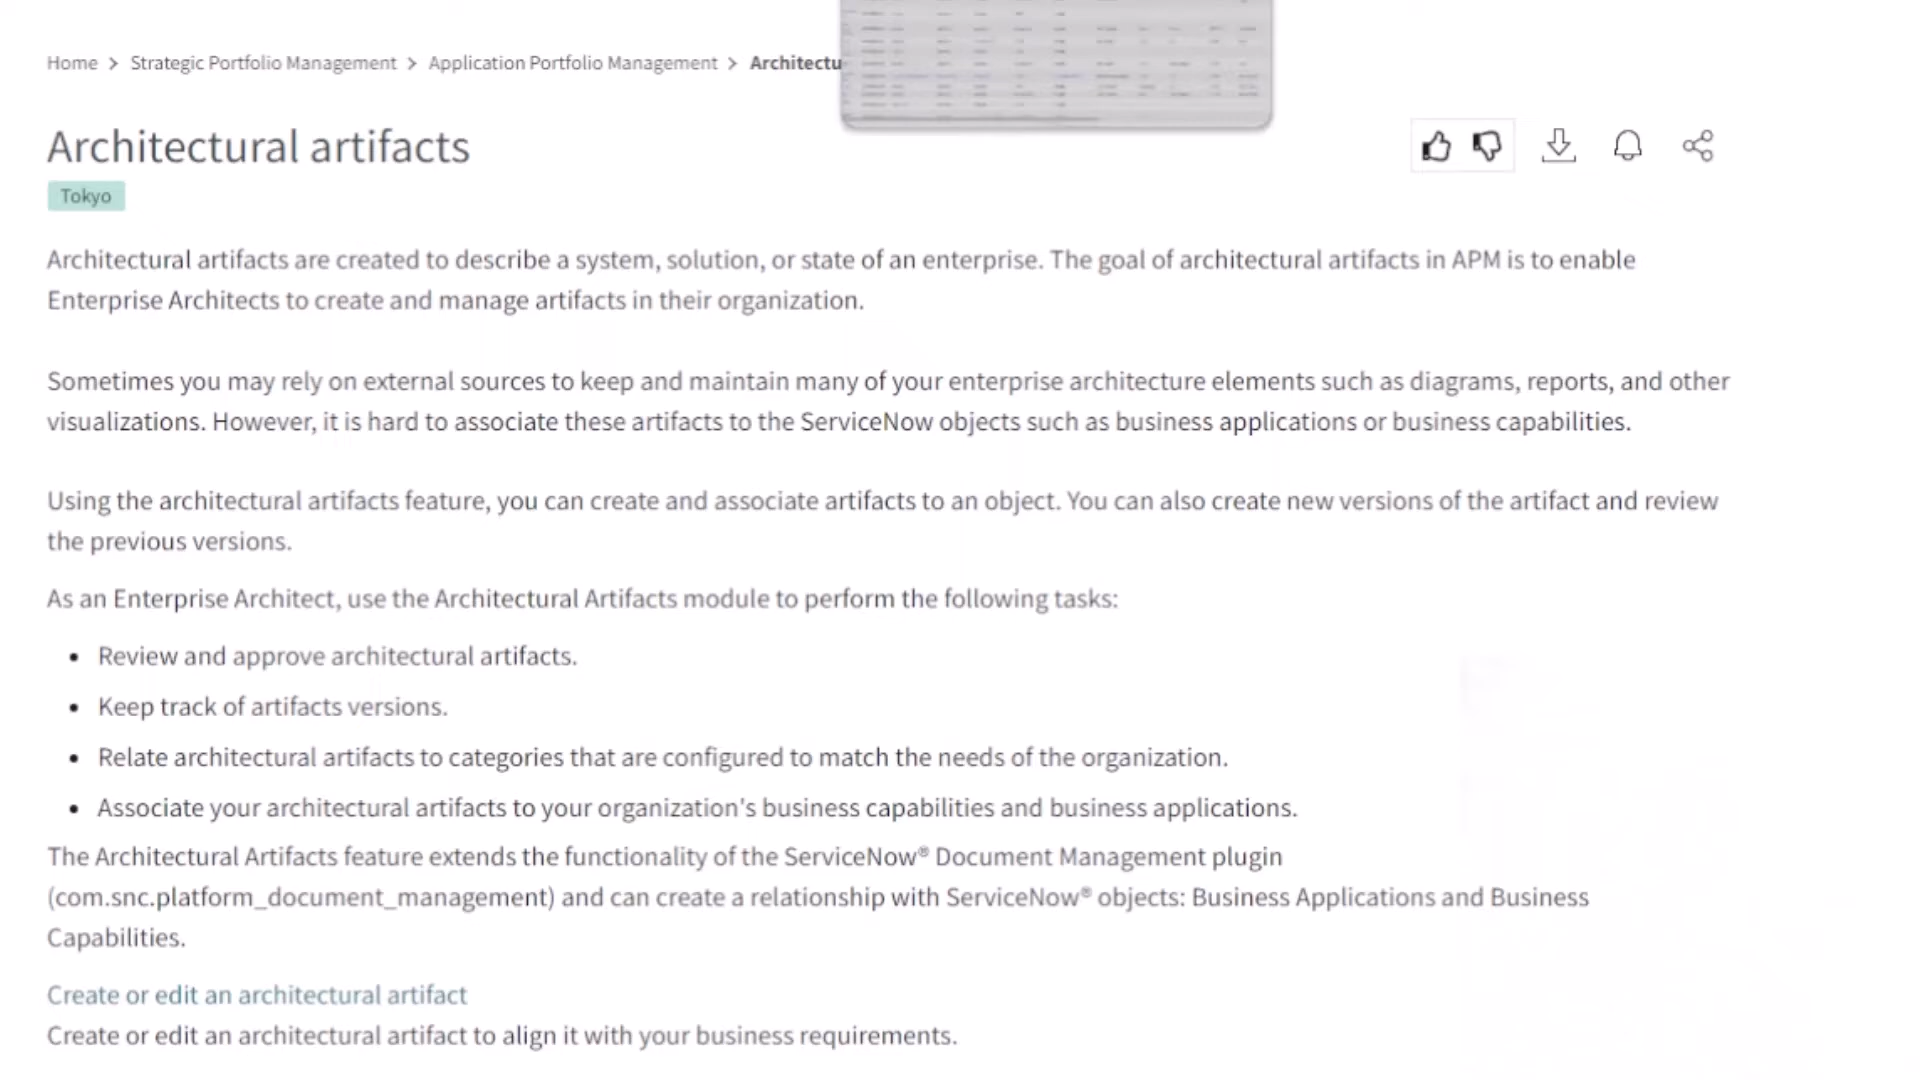 Home > Strategic Portfolio Management > Application Portfolio Management > Architectu
Architectural artifacts
Tokyo
Architectural artifacts are created to describe a system, solution, or state of an enterprise. The goal of architectural artifacts in APM is to enable
Enterprise Architects to create and manage artifacts in their organization.
Sometimes you may rely on external sources to keep and maintain many of your enterprise architecture elements such as diagrams, reports, and other
visualizations. However, it is hard to associate these artifacts to the ServiceNow objects such as business applications or business capabilities.
Using the architectural artifacts feature, you can create and associate artifacts to an object. You can also create new versions of the artifact and review
the previous versions.
As an Enterprise Architect, use the Architectural Artifacts module to perform the following tasks:
• Review and approve architectural artifacts.
• Keep track of artifacts versions.
• Relate architectural artifacts to categories that are configured to match the needs of the organization.
• Associate your architectural artifacts to your organization's business capabilities and business applications.
The Architectural Artifacts feature extends the functionality of the ServiceNow® Document Management plugin
(com.snc.platform_document_management) and can create a relationship with ServiceNow® objects: Business Applications and Business
Capabilities.
Create or edit an architectural artifact
Create or edit an architectural artifact to align it with your business requirements.